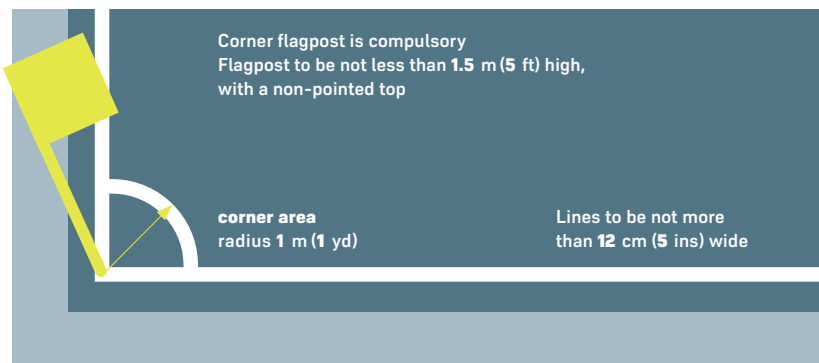 Corner flagpost is compulsory
Flagpost to be not less than 1.5 m (5 ft) high,
with a non-pointed top
corner area
radius 1 m (1 yd)
Lines to be not more
than 12 cm (5 ins) wide